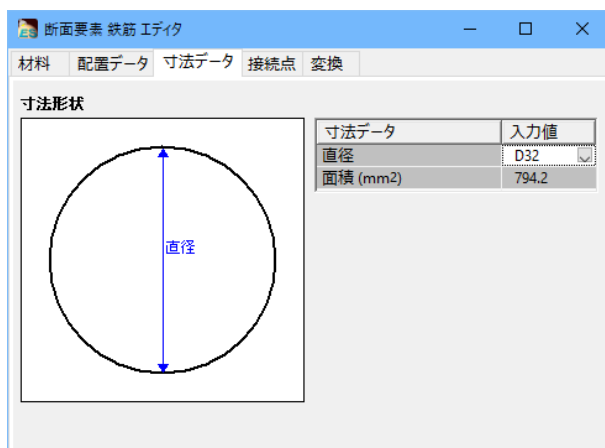 断面要素 鉄筋 エディタ
材料 配置データ 寸法データ 接続点 変換
寸法形状
直径
寸法データ 入力値
直径 D32
面積 (mm2) 794.2